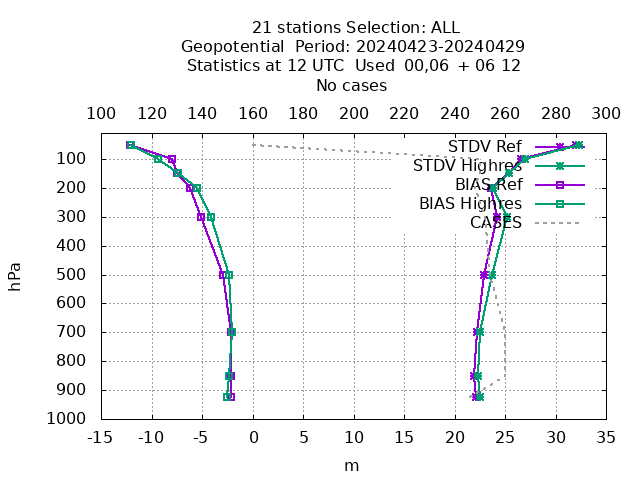 21 stations Selection: ALL
Geopotential  Period: 20240423-20240429
Statistics at 12 UTC  Used  00,06  + 06 12
No cases
100 120 140 160 180 200 220 240 260 280 300
STDV Ref
STDV Highres
BIAS Ref
BIAS Highres
CASES
100
200
300
400
500
600
700
800
900
1000
hPa
-15 -10 -5 0 5 10 15 20 25 30 35
m